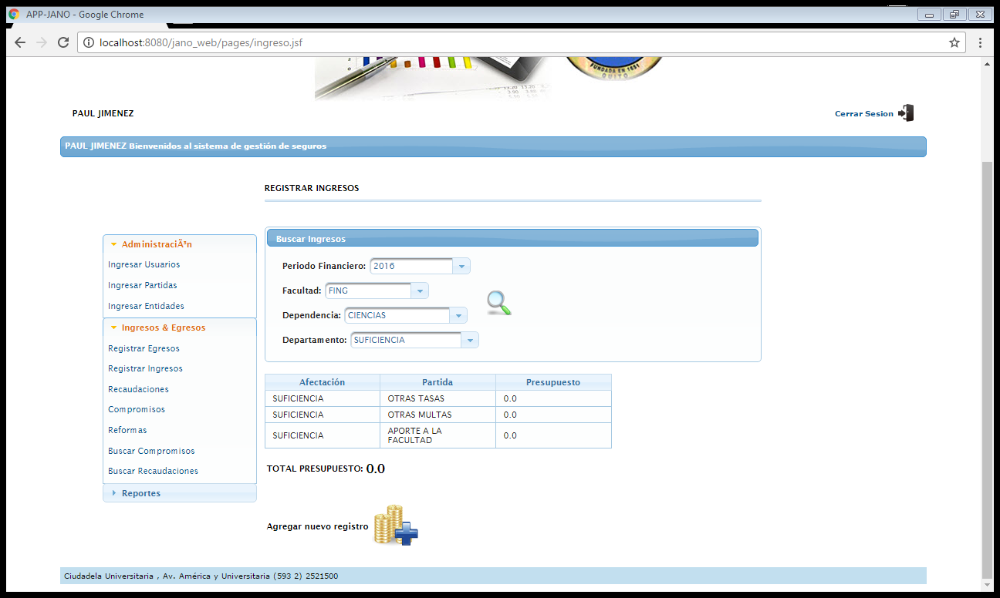 APP-JANO - Google Chrome
localhost:8080/jano_web/pages/ingreso.jsf
FUNDADA EN 1651
QUITO
PAUL JIMENEZ
Cerrar Sesion
PAUL JIMENEZ Bienvenidos al sistema de gestión de seguros
REGISTRAR INGRESOS
AdministraciÃ³n
Ingresar Usuarios
Ingresar Partidas
Ingresar Entidades
Ingresos & Egresos
Registrar Egresos
Registrar Ingresos
Recaudaciones
Compromisos
Reformas
Buscar Compromisos
Buscar Recaudaciones
Reportes
Buscar Ingresos
Periodo Financiero: 2016
Facultad: FING
Dependencia: CIENCIAS
Departamento: SUFICIENCIA
Afectación Partida Presupuesto
SUFICIENCIA OTRAS TASAS 0.0
SUFICIENCIA OTRAS MULTAS 0.0
SUFICIENCIA APORTE A LA FACULTAD 0.0
TOTAL PRESUPUESTO: 0.0
Agregar nuevo registro
Ciudadela Universitaria , Av. América y Universitaria (593 2) 2521500